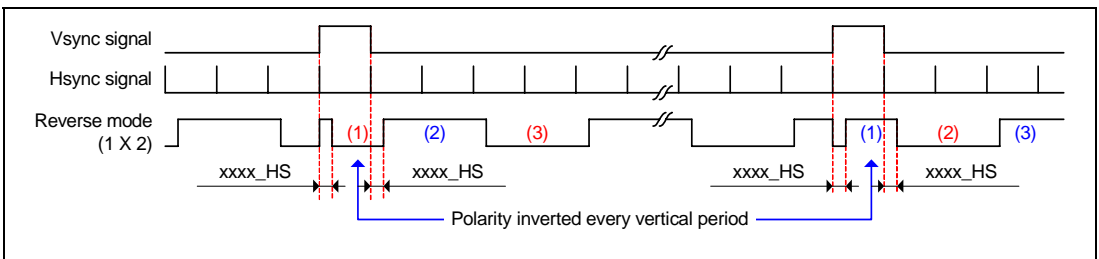 Vsync signal
Hsync signal
Reverse mode
(1 X 2)
(1) (2) (3) (1) (2) (3)
xxxx_HS xxxx_HS xxxx_HS xxxx_HS
Polarity inverted every vertical period